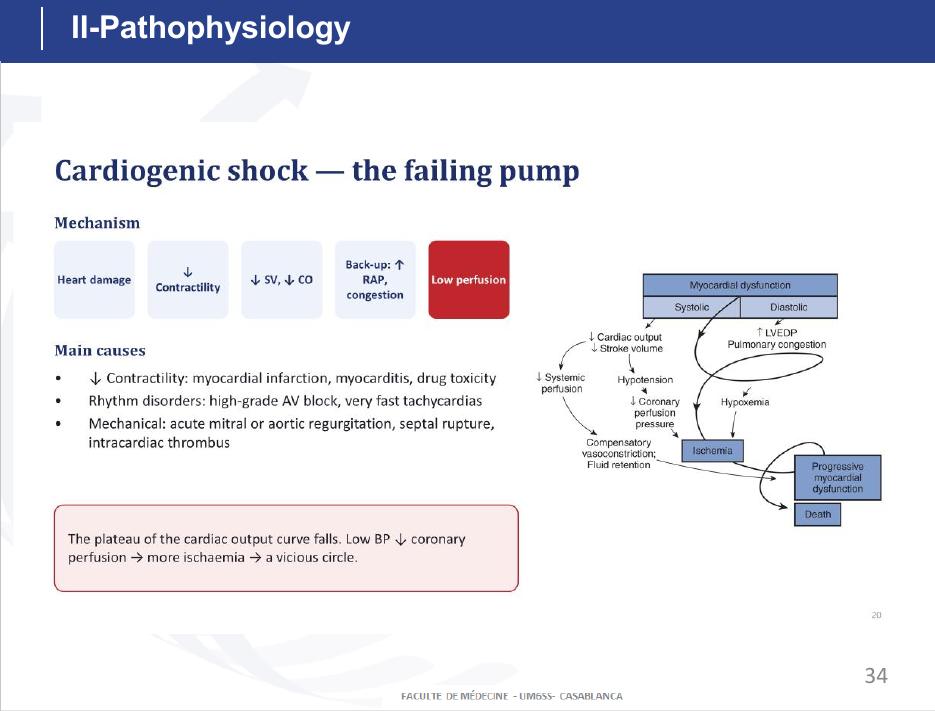 II-Pathophysiology
Cardiogenic shock — the failing pump
Mechanism
Heart damage
↓
Contractility
↓ SV, ↓ CO
Back-up: ↑
RAP,
congestion
Low perfusion
Main causes
• ↓ Contractility: myocardial infarction, myocarditis, drug toxicity
• Rhythm disorders: high-grade AV block, very fast tachycardias
• Mechanical: acute mitral or aortic regurgitation, septal rupture,
intracardiac thrombus
The plateau of the cardiac output curve falls. Low BP ↓ coronary
perfusion → more ischaemia → a vicious circle.
Myocardial dysfunction
Systolic
Diastolic
↓ Cardiac output
↓ Stroke volume
↑ LVEDP
Pulmonary congestion
↓ Systemic
perfusion
Hypotension
↓ Coronary
perfusion
pressure
Hypoxemia
Compensatory
vasoconstriction;
Fluid retention
Ischemia
Progressive
myocardial
dysfunction
Death
20
34
FACULTE DE MÉDECINE - UM6SS- CASABLANCA